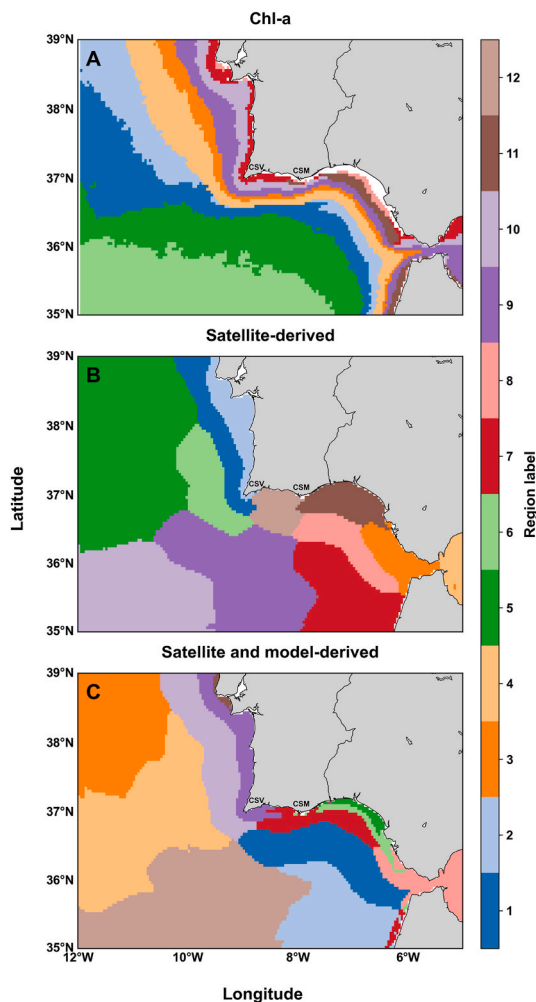 Chl-a
39°N
A
38°N
CSV
CSM
37°N
36°N
35°N
Satellite-derived
39°N
B
38°N
CSV
CSM
37°N
36°N
35°N
Satellite and model-derived
39°N
C
38°N
CSV
CSM
37°N
36°N
35°N
12°W
10°W
8°W
6°W
Longitude
Latitude
12
11
10
9
8
7
6
5
4
3
2
1
Region label